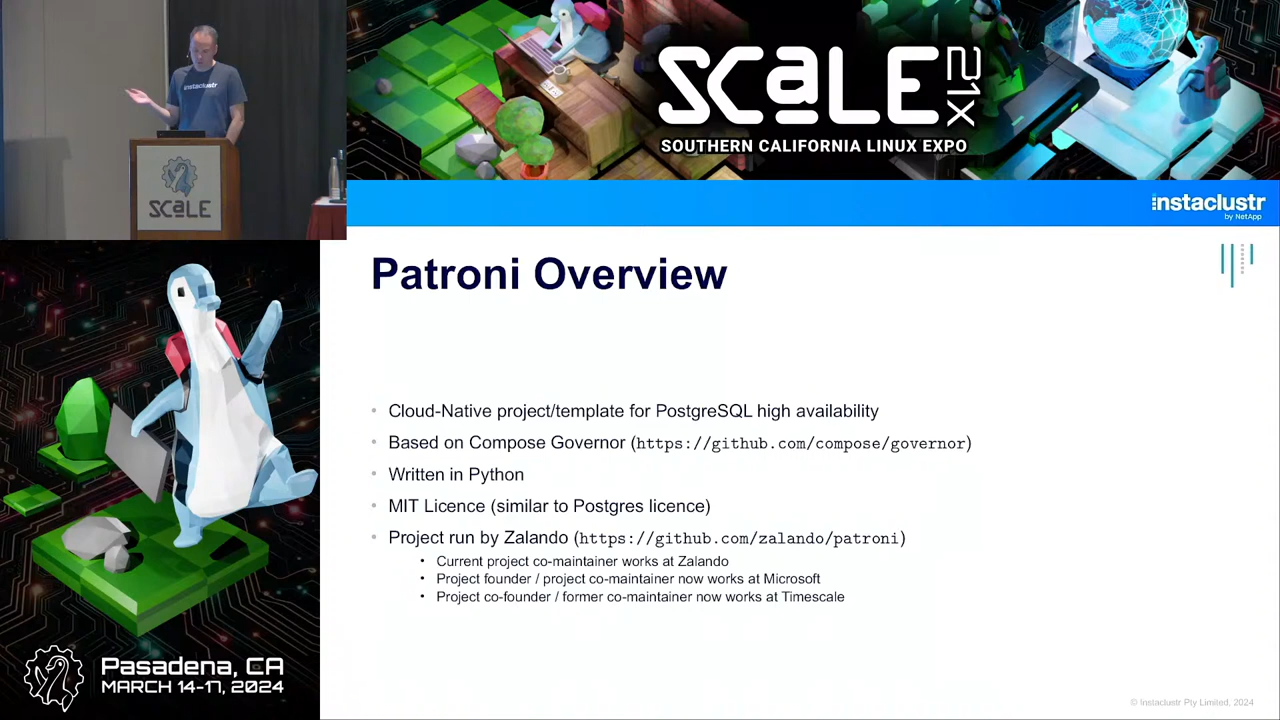 instaclustr
SCaLE
SCaLE 21X
SOUTHERN CALIFORNIA LINUX EXPO
instaclustr
by NetApp
Patroni Overview
• Cloud-Native project/template for PostgreSQL high availability
• Based on Compose Governor (https://github.com/compose/governor)
• Written in Python
• MIT Licence (similar to Postgres licence)
• Project run by Zalando (https://github.com/zalando/patroni)
• Current project co-maintainer works at Zalando
• Project founder / project co-maintainer now works at Microsoft
• Project co-founder / former co-maintainer now works at Timescale
Pasadena, CA
MARCH 14-17, 2024
© Instaclustr Pty Limited, 2024